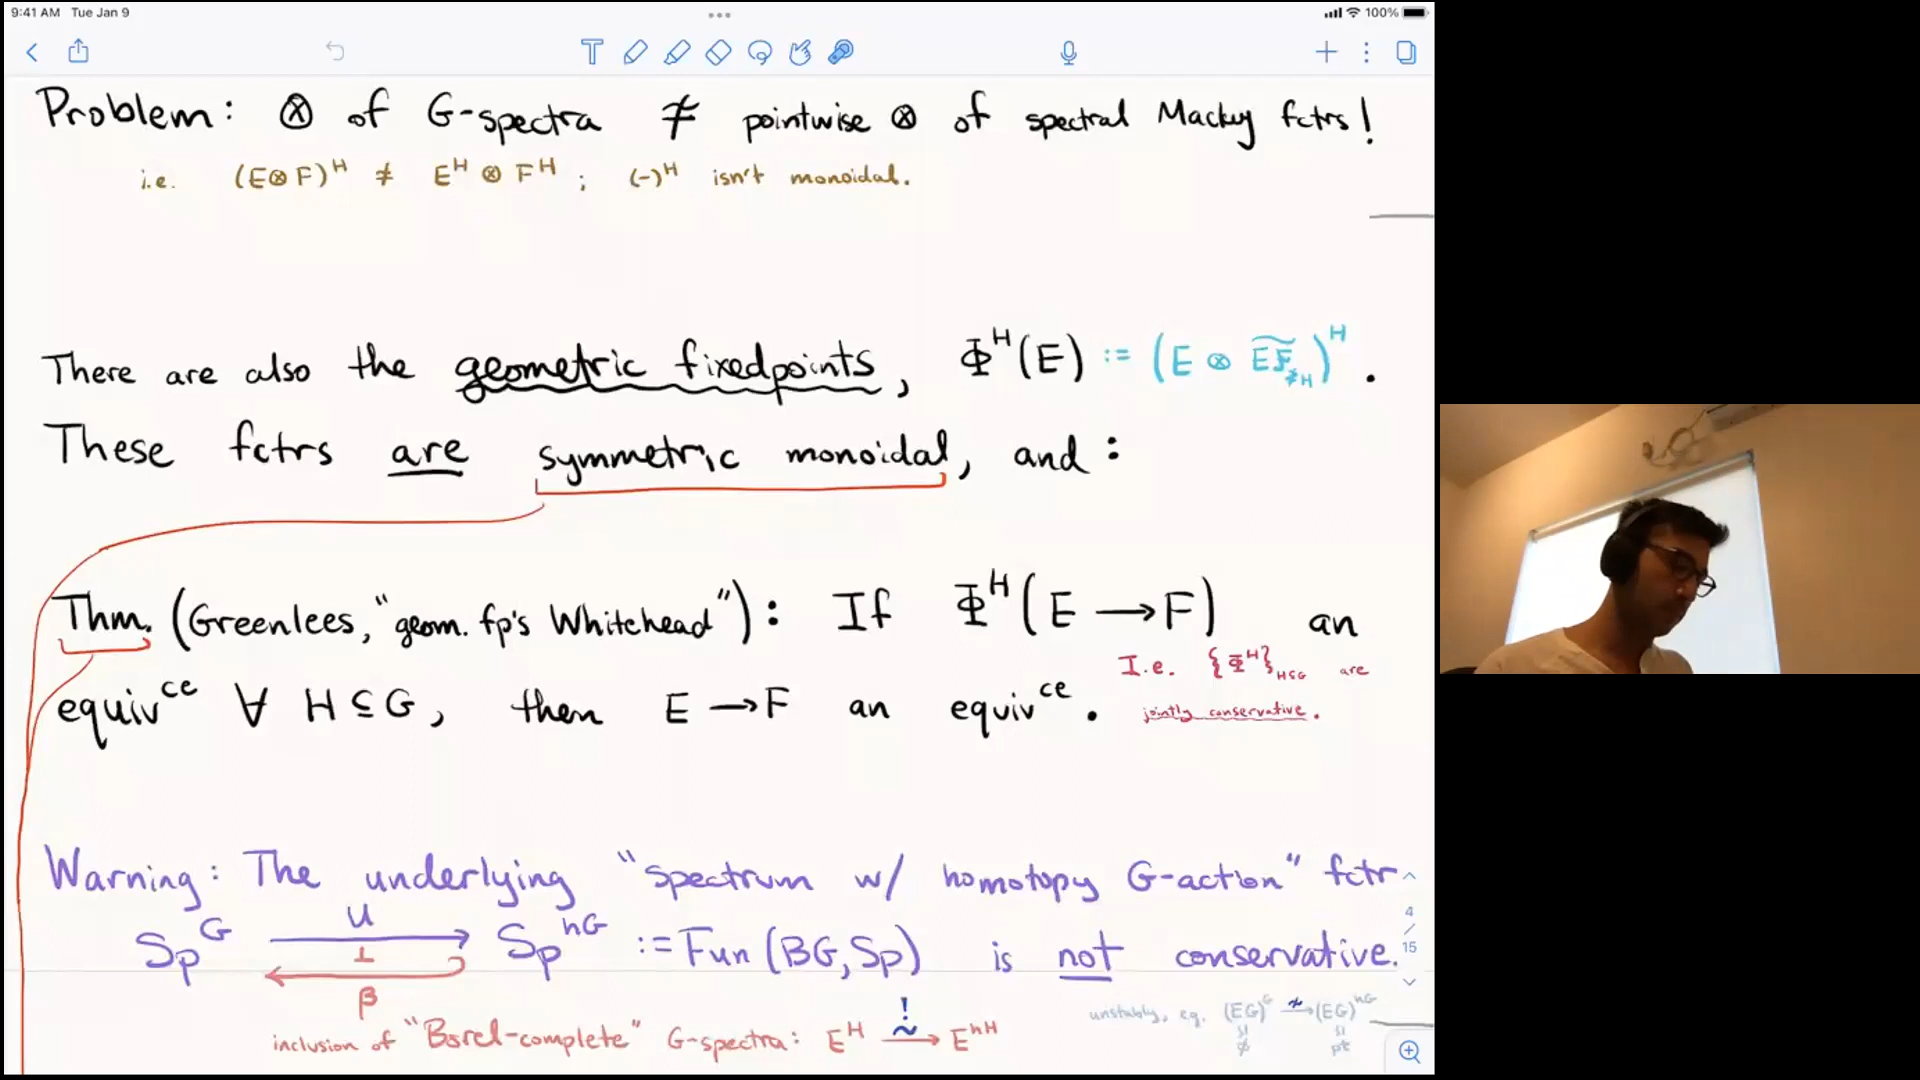 9:41 AM Tue Jan 9
100%
Problem: ⊗ of G-spectra ≠ pointwise ⊗ of spectral Mackey fctrs!
i.e. (E⊗F)^H ≠ E^H ⊗ F^H ; (-)^H isn't monoidal.
There are also the geometric fixedpoints, Φ^H(E) := (E ⊗ ẼF_{≱H})^H.
These fctrs are symmetric monoidal, and:
Thm. (Greenlees, "geom. fp's Whitehead"): If Φ^H(E → F) an
I.e. {Φ^H}_{H≤G} are
equiv^ce ∀ H ≤ G, then E → F an equiv^ce.
jointly conservative.
Warning: The underlying "spectrum w/ homotopy G-action" fctr
U
Sp^G ⊥ Sp^hG := Fun(BG, Sp) is not conservative.
β
inclusion of "Borel-complete" G-spectra: E^H →~ E^hH
!
unstably, eg. (EG)^G ≁→ (EG)^hG
≃ ≃
∅ pt
4
/
15